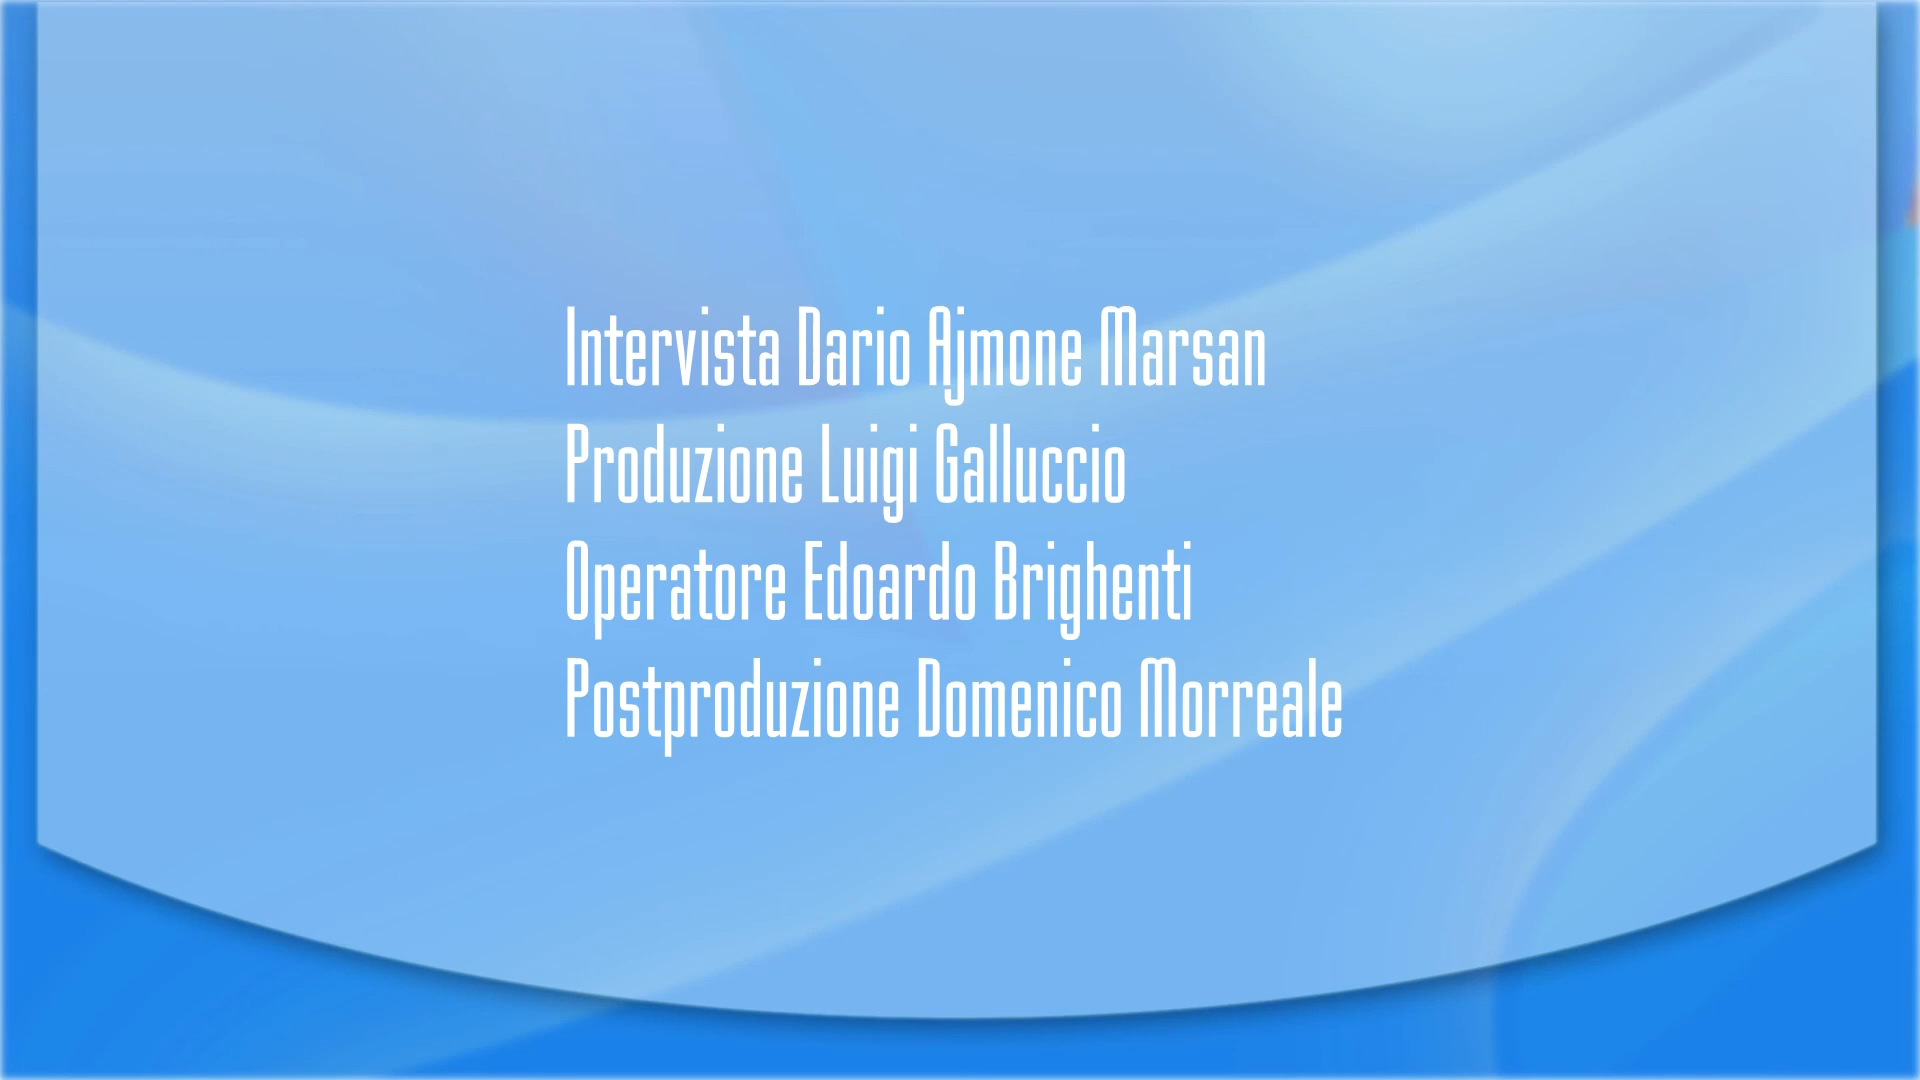 Intervista Dario Ajmone Marsan
Produzione Luigi Galluccio
Operatore Edoardo Brighenti
Postproduzione Domenico Morreale